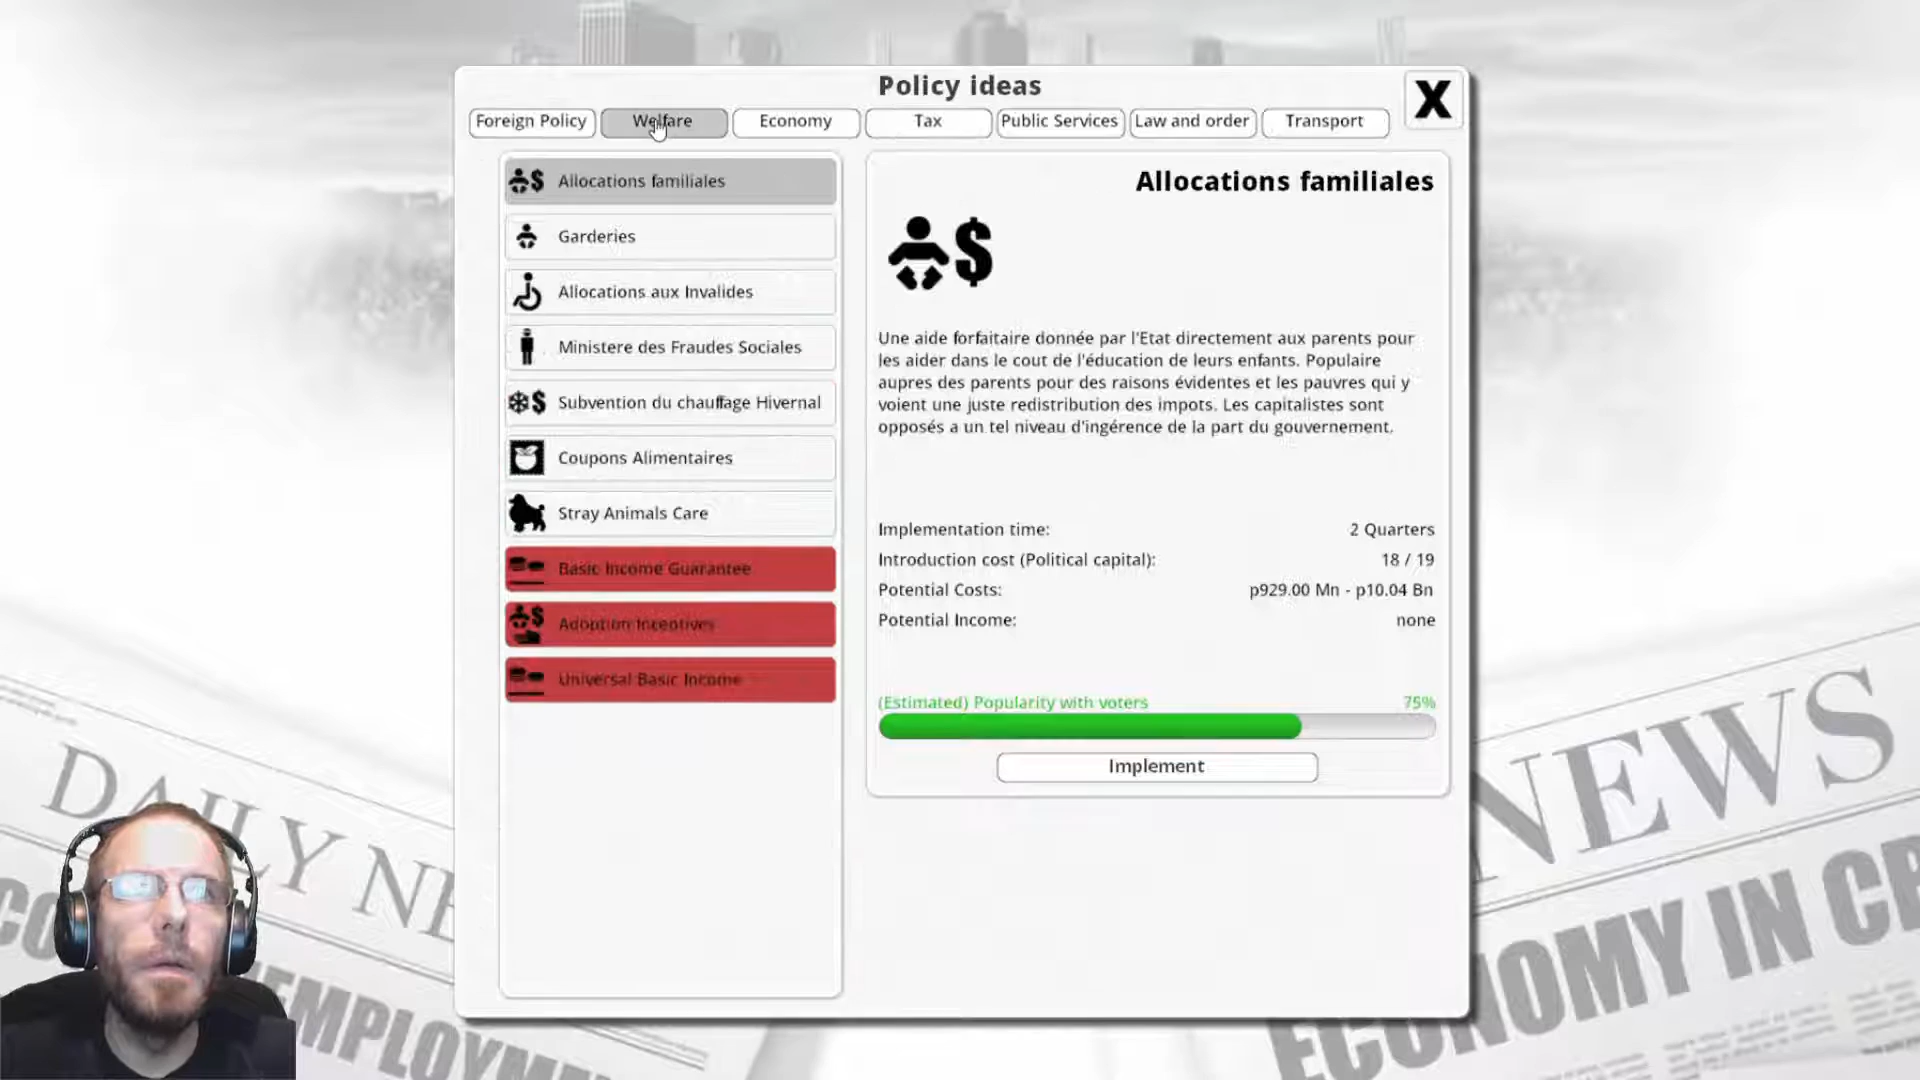 Policy ideas
X
Foreign Policy
Welfare
Economy
Tax
Public Services
Law and order
Transport
Allocations familiales
Garderies
Allocations aux Invalides
Ministere des Fraudes Sociales
Subvention du chauffage Hivernal
Coupons Alimentaires
Stray Animals Care
Basic Income Guarantee
Adoption Incentives
Universal Basic Income
Allocations familiales
Une aide forfaitaire donnée par l'Etat directement aux parents pour
les aider dans le cout de l'éducation de leurs enfants. Populaire
aupres des parents pour des raisons évidentes et les pauvres qui y
voient une juste redistribution des impots. Les capitalistes sont
opposés a un tel niveau d'ingérence de la part du gouvernement.
Implementation time: 2 Quarters
Introduction cost (Political capital): 18 / 19
Potential Costs: p929.00 Mn - p10.04 Bn
Potential Income: none
(Estimated) Popularity with voters 75%
Implement
DAILY NE
NEWS
ECONOMY IN CR
EMPLOYM